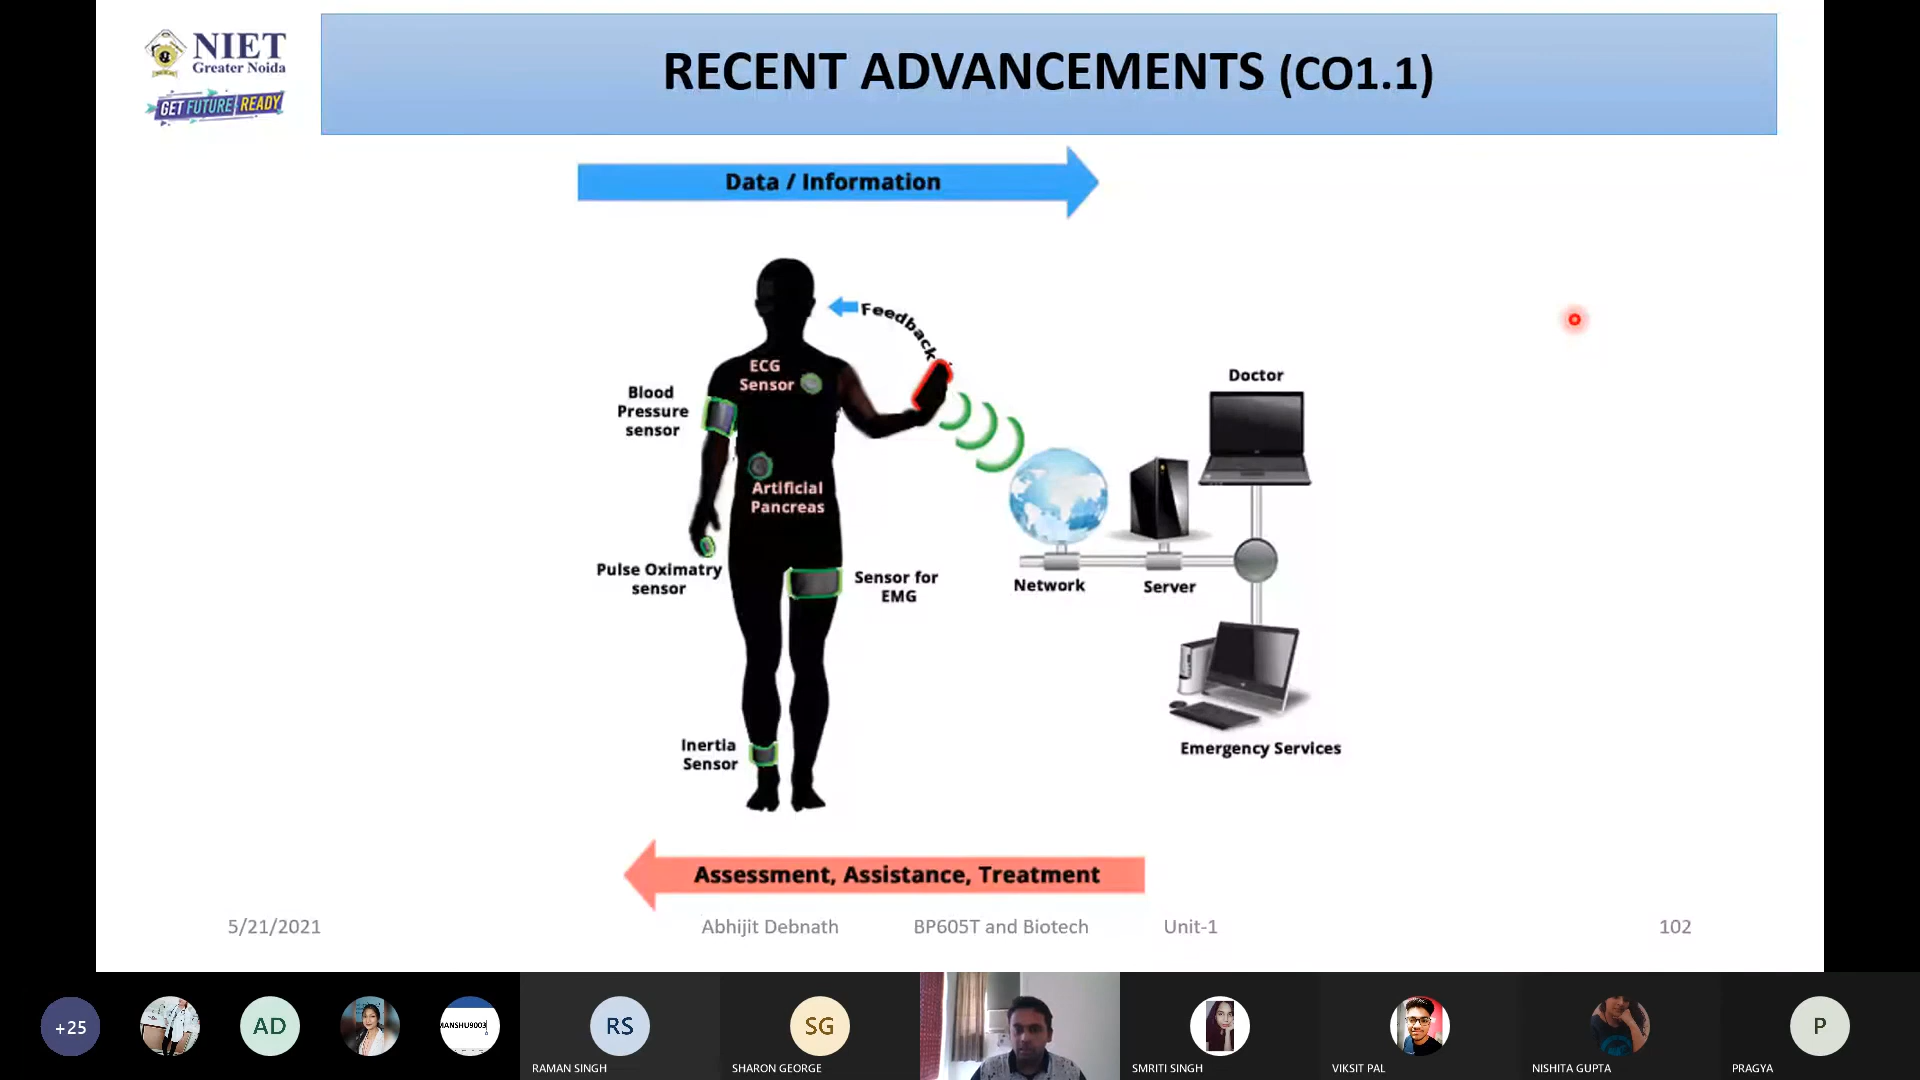 NIET
Greater Noida
GET FUTURE READY
RECENT ADVANCEMENTS (CO1.1)
Data / Information
Feedback
ECG
Sensor
Blood
Pressure
sensor
Artificial
Pancreas
Pulse Oximatry
sensor
Sensor for
EMG
Inertia
Sensor
Doctor
Network
Server
Emergency Services
Assessment, Assistance, Treatment
5/21/2021
Abhijit Debnath
BP605T and Biotech
Unit-1
102
+25
AD
MANSHU9003
RS
RAMAN SINGH
SG
SHARON GEORGE
SMRITI SINGH
VIKSIT PAL
NISHITA GUPTA
P
PRAGYA